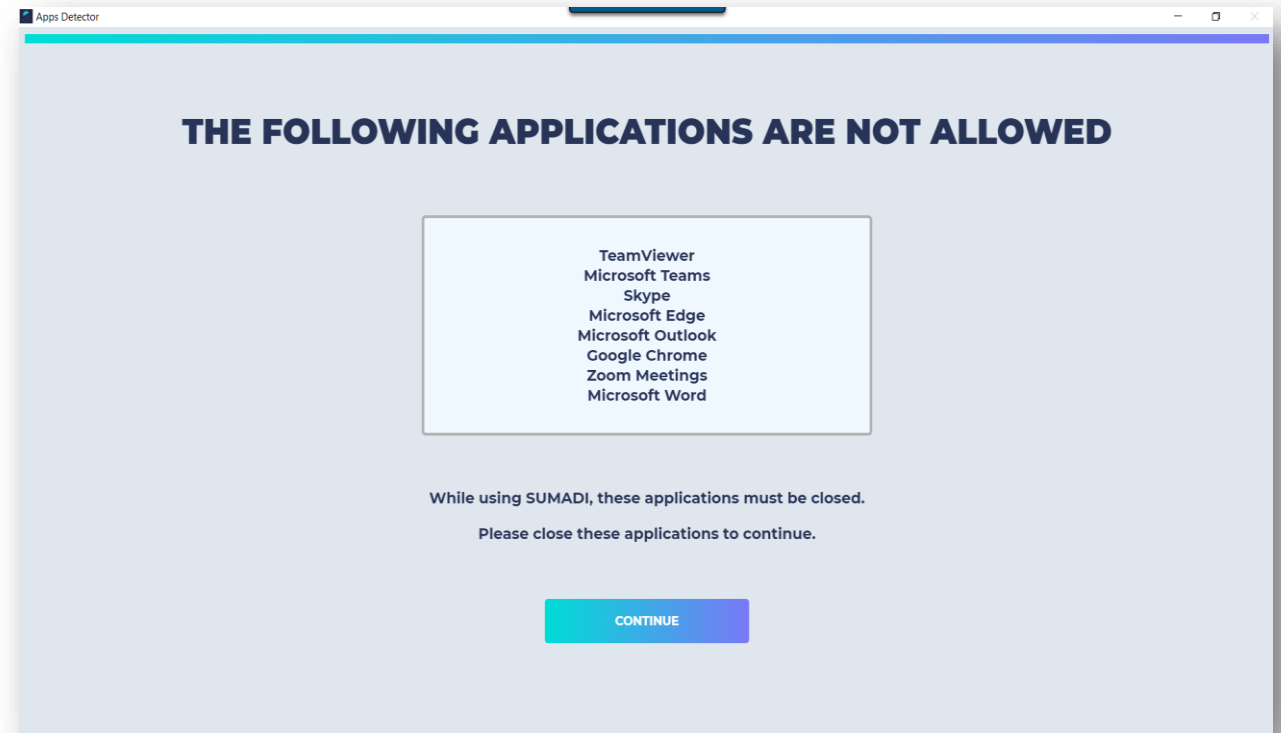 Apps Detector
THE FOLLOWING APPLICATIONS ARE NOT ALLOWED
TeamViewer
Microsoft Teams
Skype
Microsoft Edge
Microsoft Outlook
Google Chrome
Zoom Meetings
Microsoft Word
While using SUMADI, these applications must be closed.
Please close these applications to continue.
CONTINUE